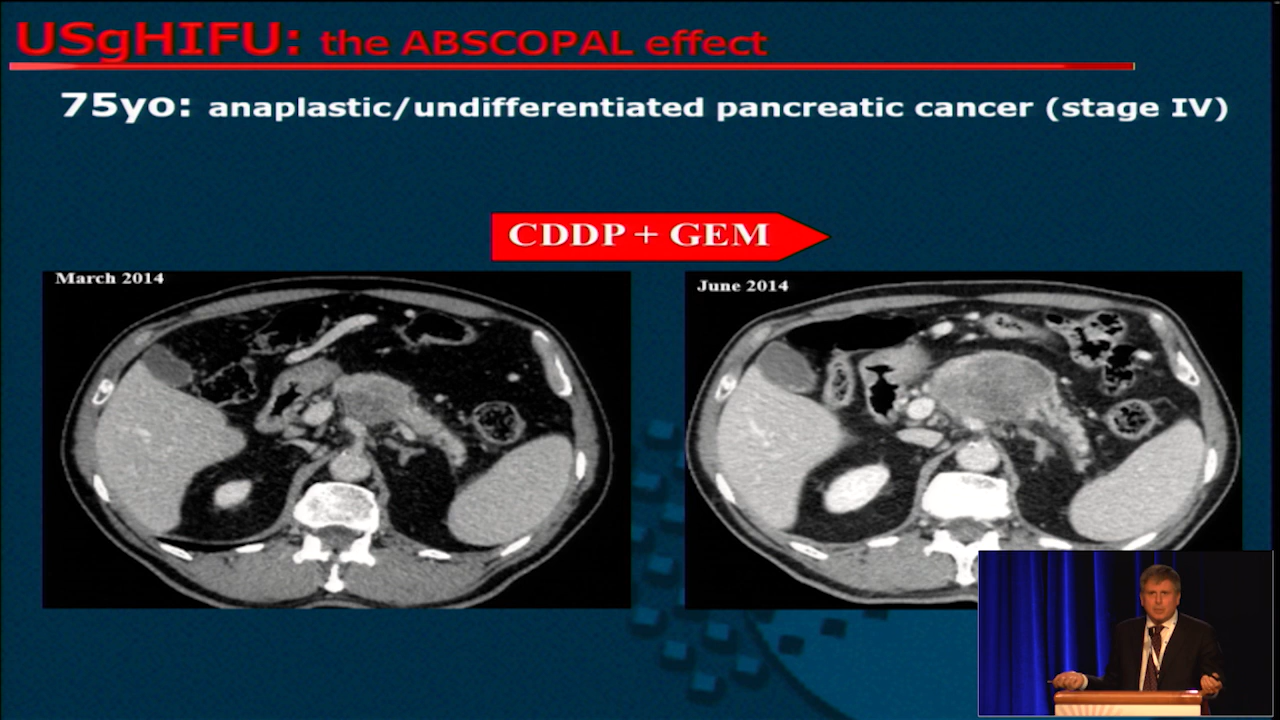 USgHIFU: the ABSCOPAL effect
75yo: anaplastic/undifferentiated pancreatic cancer (stage IV)
CDDP + GEM
March 2014
June 2014